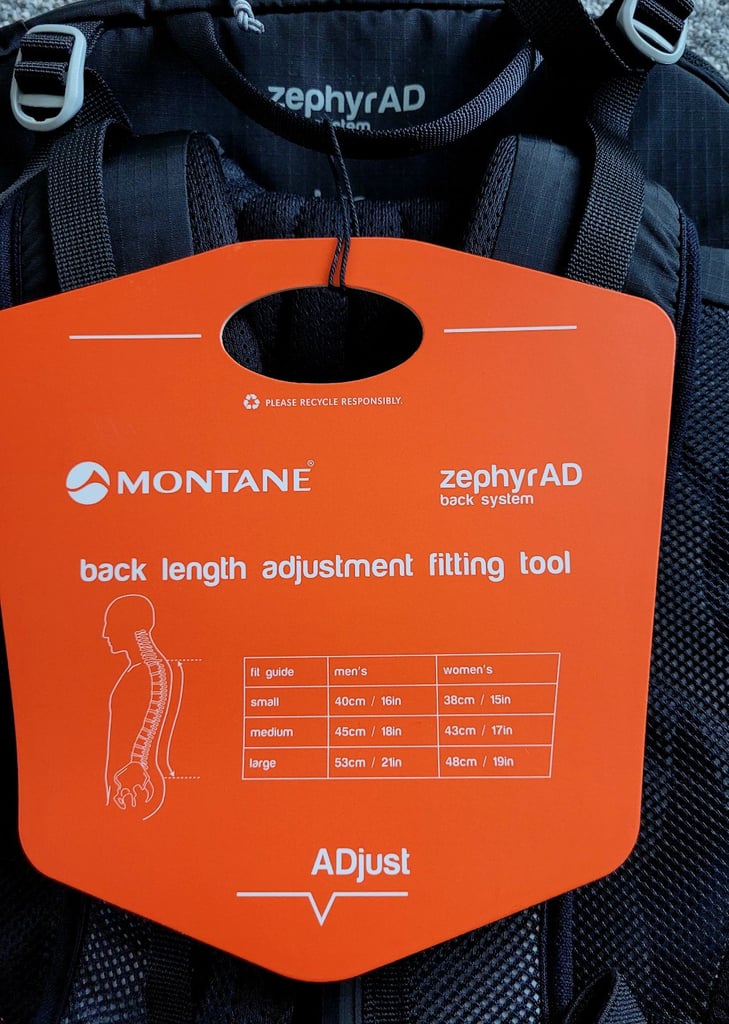 zephyrAD
system
PLEASE RECYCLE RESPONSIBLY.
MONTANE®
zephyrAD
back system
back length adjustment fitting tool
fit guide men's women's
small 40cm / 16in 38cm / 15in
medium 45cm / 18in 43cm / 17in
large 53cm / 21in 48cm / 19in
ADjust